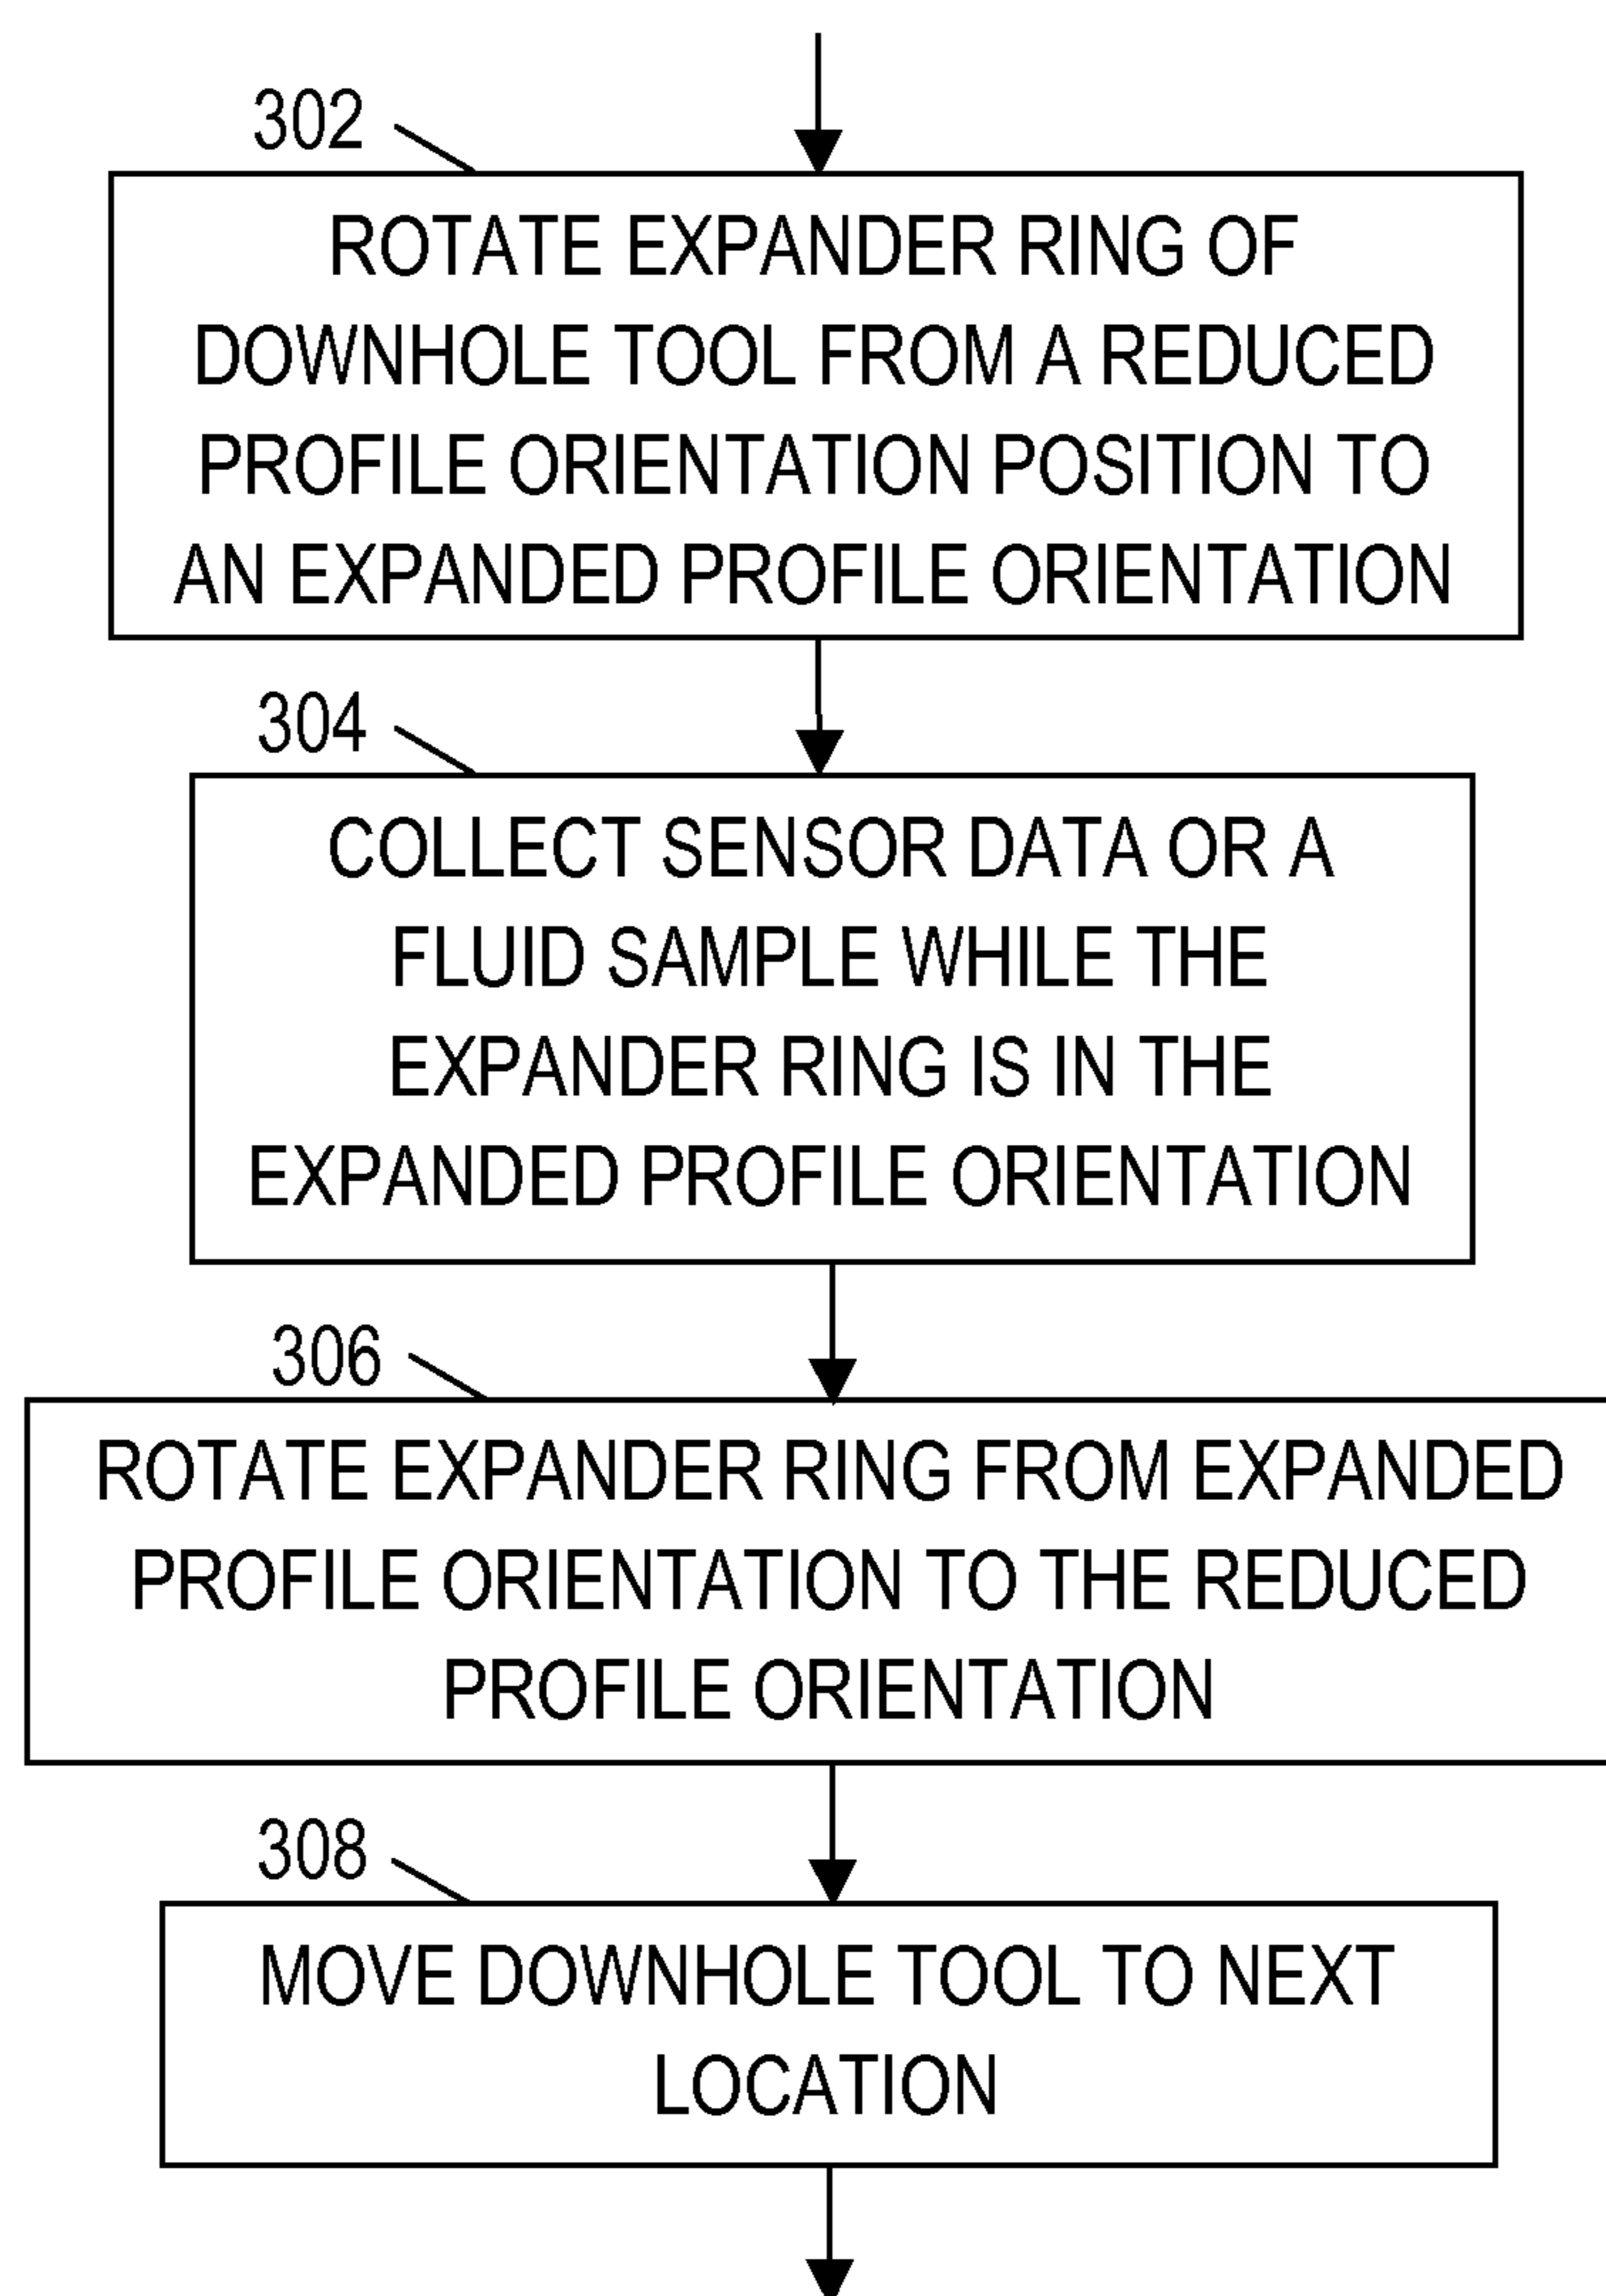 302
ROTATE EXPANDER RING OF
DOWNHOLE TOOL FROM A REDUCED
PROFILE ORIENTATION POSITION TO
AN EXPANDED PROFILE ORIENTATION
304
COLLECT SENSOR DATA OR A
FLUID SAMPLE WHILE THE
EXPANDER RING IS IN THE
EXPANDED PROFILE ORIENTATION
306
ROTATE EXPANDER RING FROM EXPANDED
PROFILE ORIENTATION TO THE REDUCED
PROFILE ORIENTATION
308
MOVE DOWNHOLE TOOL TO NEXT
LOCATION